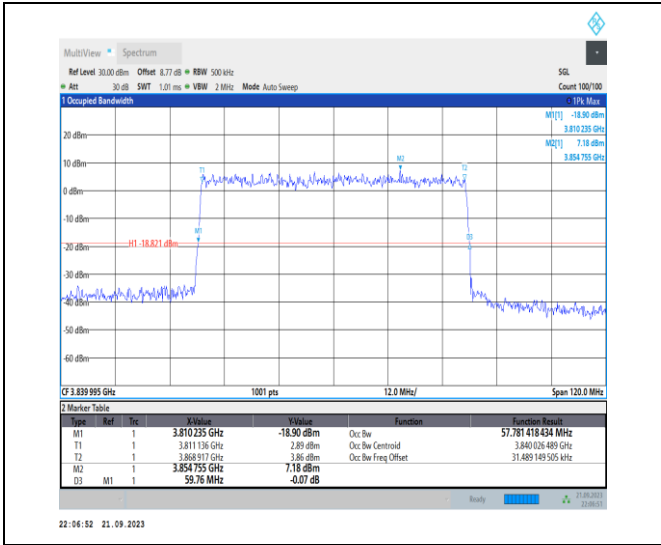 MultiView Spectrum
Ref Level 30.00 dBm Offset 8.77 dB RBW 500 kHz SGL
Att 30 dB SWT 1.01 ms VBW 2 MHz Mode Auto Sweep Count 100/100
1 Occupied Bandwidth 1Pk Max
M1[1] -18.90 dBm
3.810 235 GHz
M2[1] 7.18 dBm
3.854 755 GHz
20 dBm
10 dBm
T1 M2 T2
0 dBm
-10 dBm
M1 D3
H1 -18.821 dBm
-20 dBm
-30 dBm
-40 dBm
-50 dBm
-60 dBm
CF 3.839 995 GHz 1001 pts 12.0 MHz/ Span 120.0 MHz
2 Marker Table
Type Ref Trc X-Value Y-Value Function Function Result
M1 1 3.810 235 GHz -18.90 dBm Occ Bw 57.781 418 434 MHz
T1 1 3.811 136 GHz 2.89 dBm Occ Bw Centroid 3.840 026 489 GHz
T2 1 3.868 917 GHz 3.86 dBm Occ Bw Freq Offset 31.489 149 505 kHz
M2 1 3.854 755 GHz 7.18 dBm
D3 M1 1 59.76 MHz -0.07 dB
Ready 21.09.2023
22:06:51
22:06:52 21.09.2023